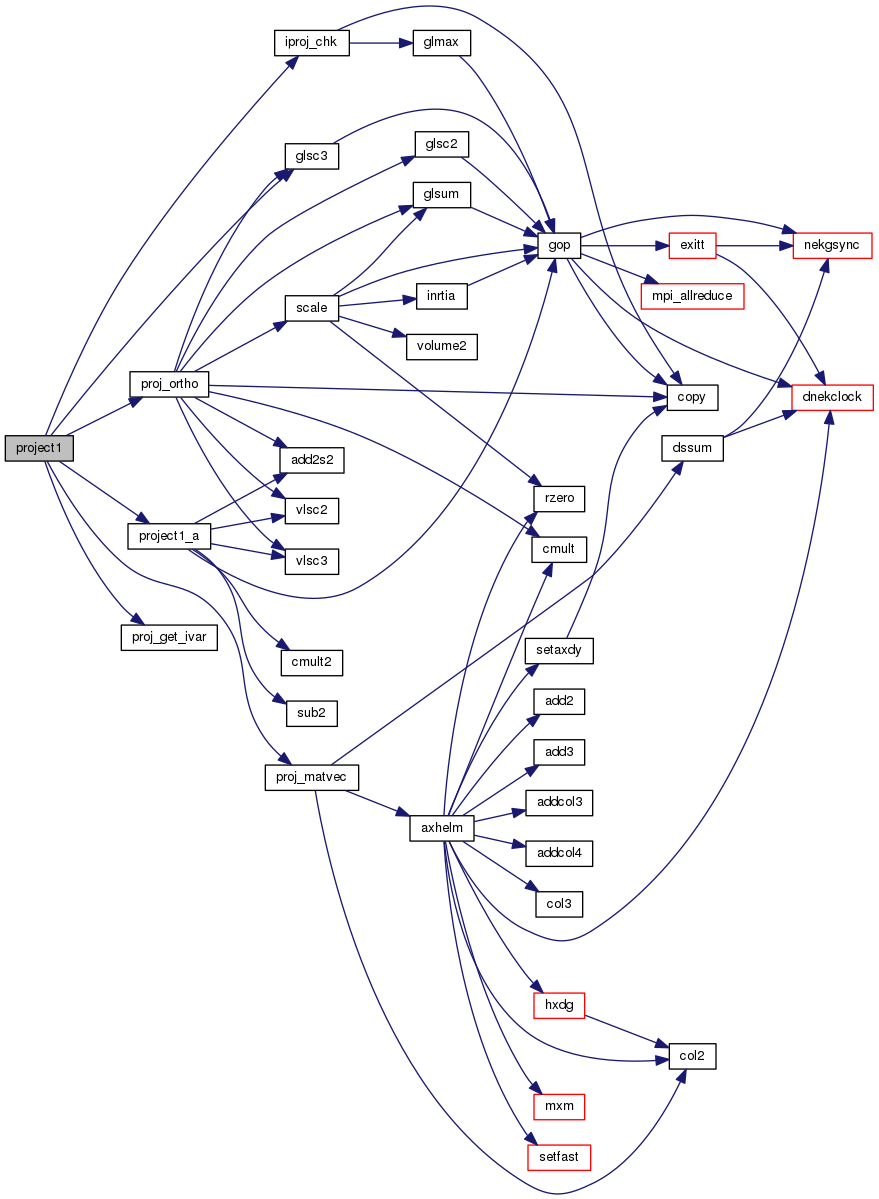 iproj_chk
glmax
glsc2
glsc3
glsum
gop
exitt
nekgsync
inrtia
mpi_allreduce
scale
volume2
proj_ortho
copy
dnekclock
project1
add2s2
dssum
rzero
vlsc2
project1_a
cmult
vlsc3
proj_get_ivar
setaxdy
cmult2
add2
sub2
add3
proj_matvec
addcol3
axhelm
addcol4
col3
hxdg
col2
mxm
setfast